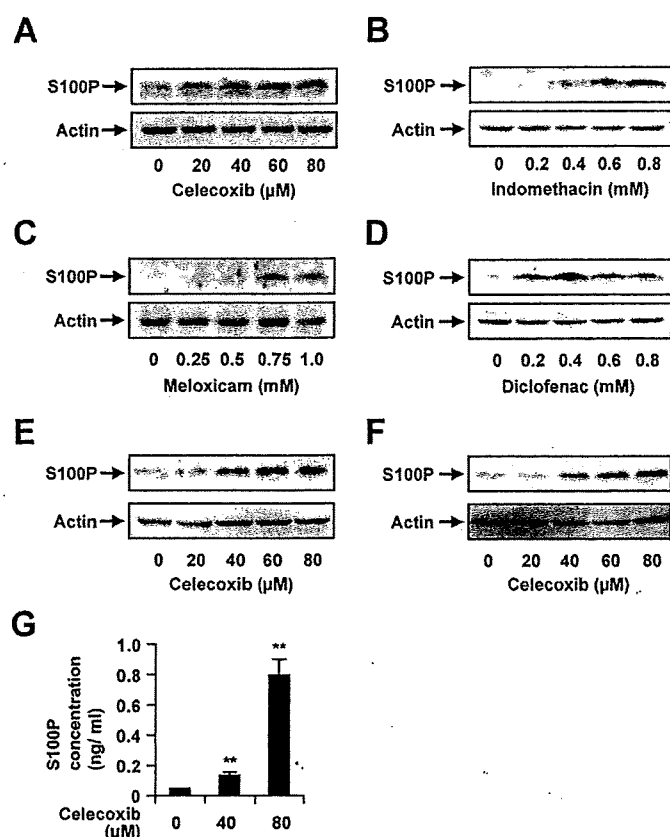 A
S100P
Actin
0 20 40 60 80
Celecoxib (µM)
B
S100P
Actin
0 0.2 0.4 0.6 0.8
Indomethacin (mM)
C
S100P
Actin
0 0.25 0.5 0.75 1.0
Meloxicam (mM)
D
S100P
Actin
0 0.2 0.4 0.6 0.8
Diclofenac (mM)
E
S100P
Actin
0 20 40 60 80
Celecoxib (µM)
F
S100P
Actin
0 20 40 60 80
Celecoxib (µM)
G
S100P
concentration
(ng/ ml)
1.0
0.8
0.6
0.4
0.2
0
**
**
Celecoxib
(µM)
0 40 80